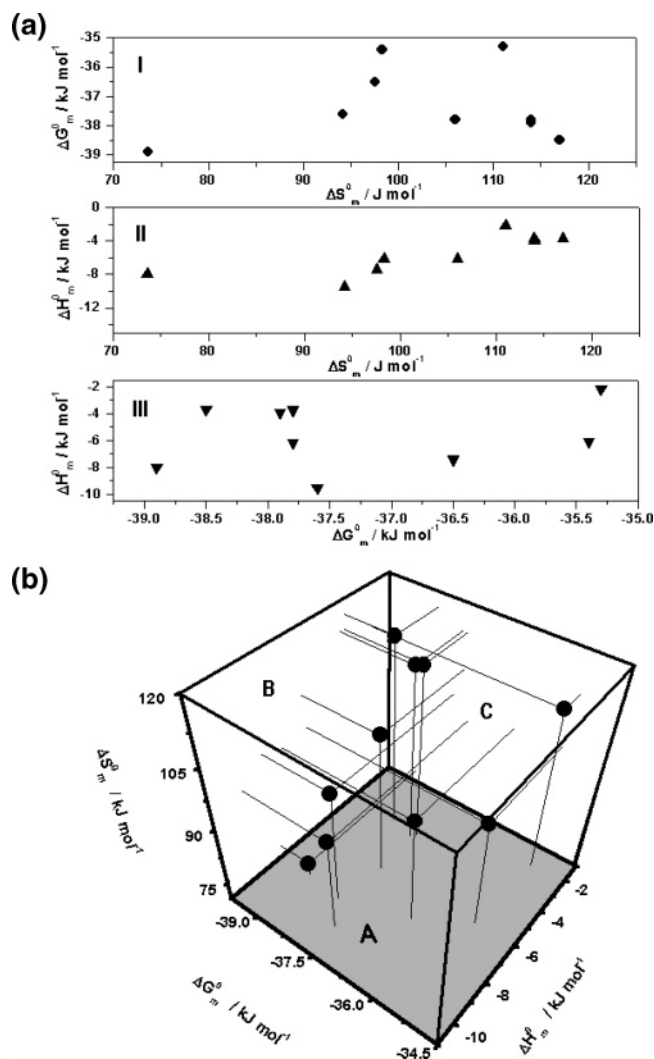 (a)
I
ΔG⁰ₘ / kJ mol⁻¹
-35
-36
-37
-38
-39
70 80 90 100 110 120
ΔS⁰ₘ / J mol⁻¹
II
ΔH⁰ₘ / kJ mol⁻¹
0
-4
-8
-12
70 80 90 100 110 120
ΔS⁰ₘ / J mol⁻¹
III
ΔH⁰ₘ / kJ mol⁻¹
-2
-4
-6
-8
-10
-39.0 -38.5 -38.0 -37.5 -37.0 -36.5 -36.0 -35.5 -35.0
ΔG⁰ₘ / kJ mol⁻¹
(b)
B
C
A
ΔS⁰ₘ / kJ mol⁻¹
120
105
90
75
ΔG⁰ₘ / kJ mol⁻¹
-39.0
-37.5
-36.0
-34.5
ΔH⁰ₘ / kJ mol⁻¹
-2
-4
-6
-8
-10